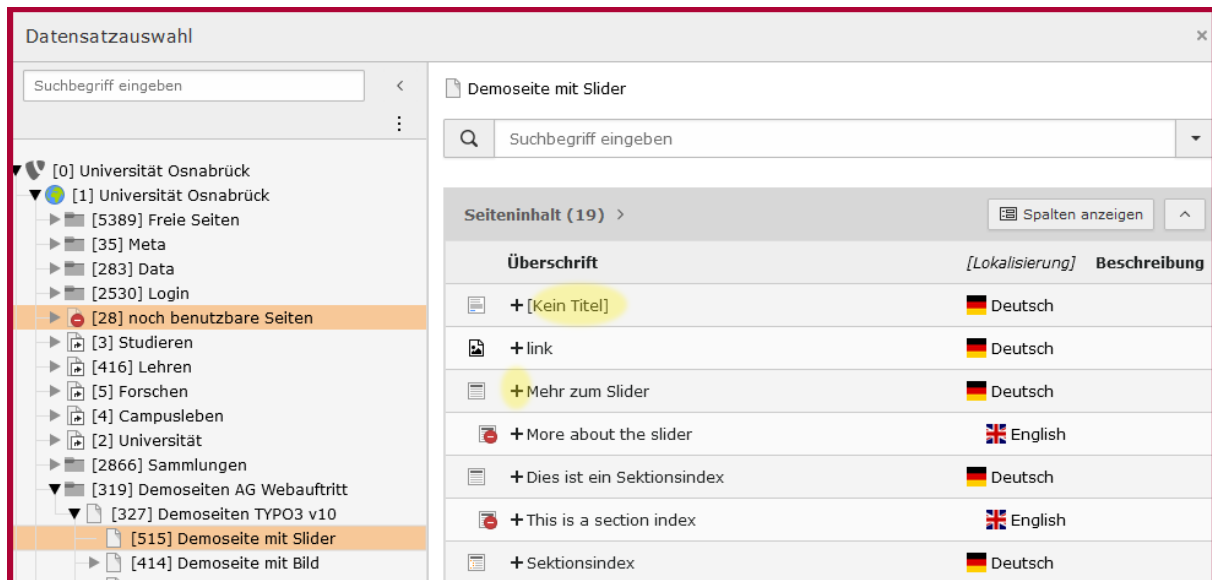 Datensatzauswahl
Suchbegriff eingeben
[0] Universität Osnabrück
[1] Universität Osnabrück
[5389] Freie Seiten
[35] Meta
[283] Data
[2530] Login
[28] noch benutzbare Seiten
[3] Studieren
[416] Lehren
[5] Forschen
[4] Campusleben
[2] Universität
[2866] Sammlungen
[319] Demoseiten AG Webauftritt
[327] Demoseiten TYPO3 v10
[515] Demoseite mit Slider
[414] Demoseite mit Bild
Demoseite mit Slider
Suchbegriff eingeben
Seiteninhalt (19) >
Spalten anzeigen
Überschrift [Lokalisierung] Beschreibung
+[Kein Titel] Deutsch
+link Deutsch
+Mehr zum Slider Deutsch
+More about the slider English
+Dies ist ein Sektionsindex Deutsch
+This is a section index English
+Sektionsindex Deutsch